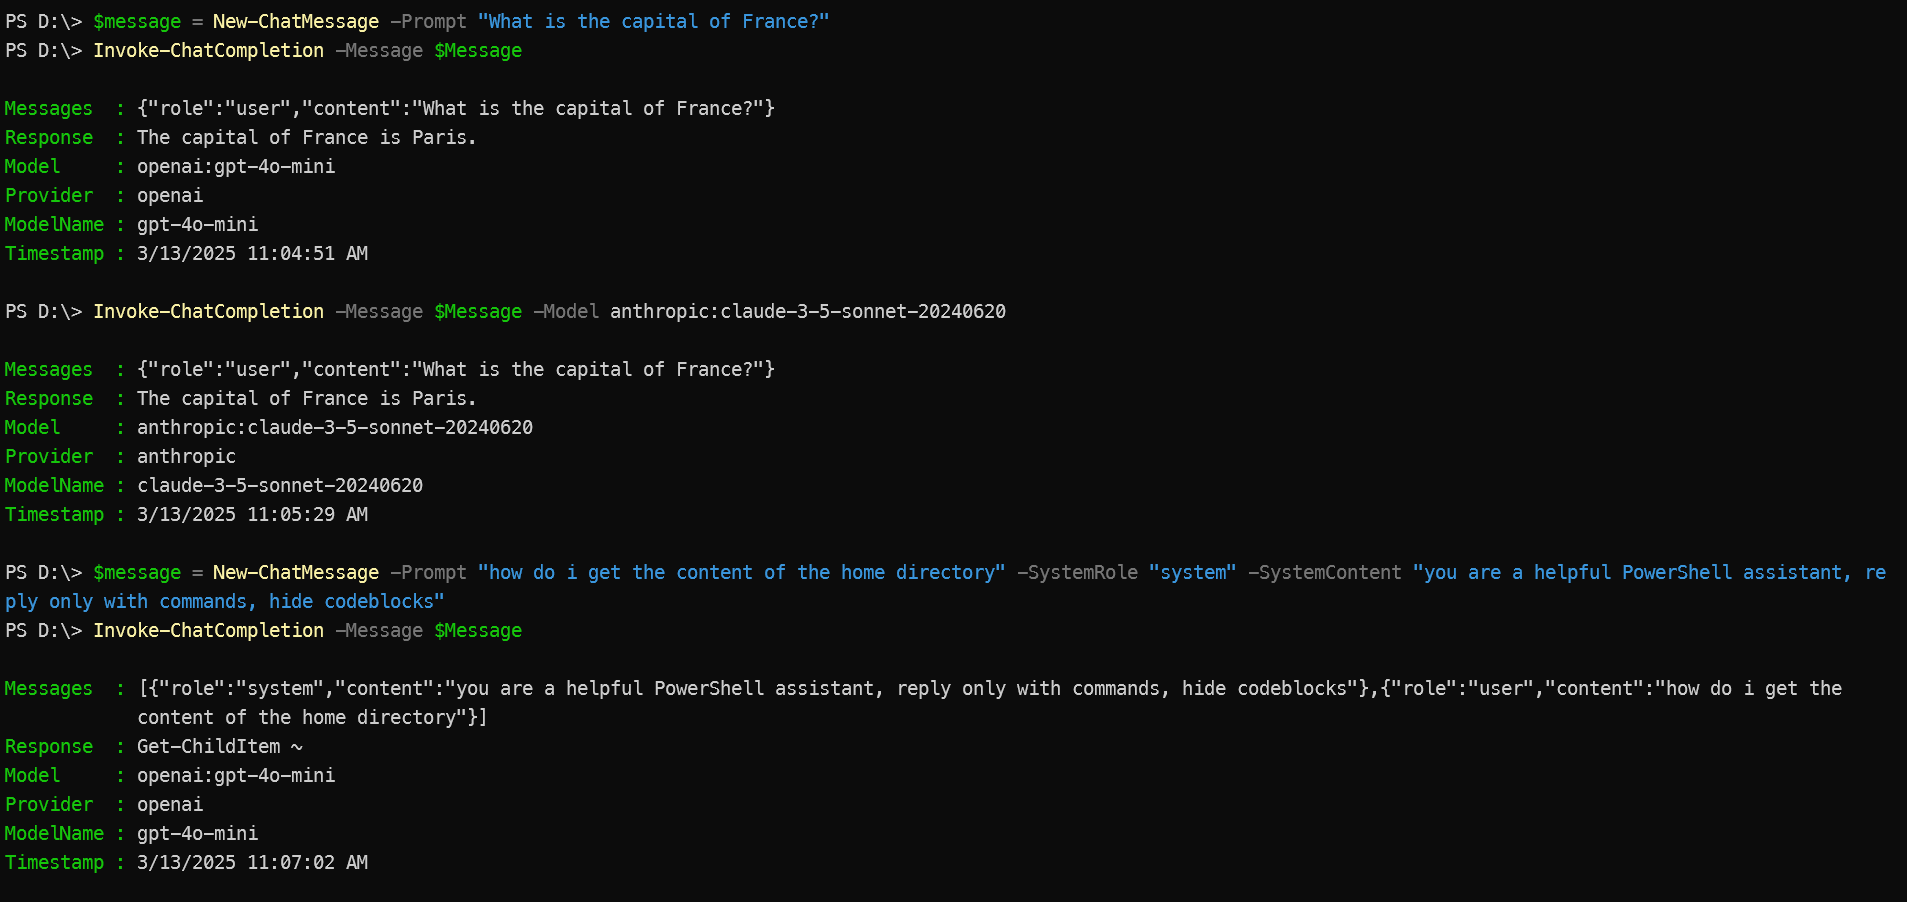 PS D:\> $message = New-ChatMessage -Prompt "What is the capital of France?"
PS D:\> Invoke-ChatCompletion -Message $Message
Messages  : {"role":"user","content":"What is the capital of France?"}
Response  : The capital of France is Paris.
Model     : openai:gpt-4o-mini
Provider  : openai
ModelName : gpt-4o-mini
Timestamp : 3/13/2025 11:04:51 AM
PS D:\> Invoke-ChatCompletion -Message $Message -Model anthropic:claude-3-5-sonnet-20240620
Messages  : {"role":"user","content":"What is the capital of France?"}
Response  : The capital of France is Paris.
Model     : anthropic:claude-3-5-sonnet-20240620
Provider  : anthropic
ModelName : claude-3-5-sonnet-20240620
Timestamp : 3/13/2025 11:05:29 AM
PS D:\> $message = New-ChatMessage -Prompt "how do i get the content of the home directory" -SystemRole "system" -SystemContent "you are a helpful PowerShell assistant, re
ply only with commands, hide codeblocks"
PS D:\> Invoke-ChatCompletion -Message $Message
Messages  : [{"role":"system","content":"you are a helpful PowerShell assistant, reply only with commands, hide codeblocks"},{"role":"user","content":"how do i get the
            content of the home directory"}]
Response  : Get-ChildItem ~
Model     : openai:gpt-4o-mini
Provider  : openai
ModelName : gpt-4o-mini
Timestamp : 3/13/2025 11:07:02 AM